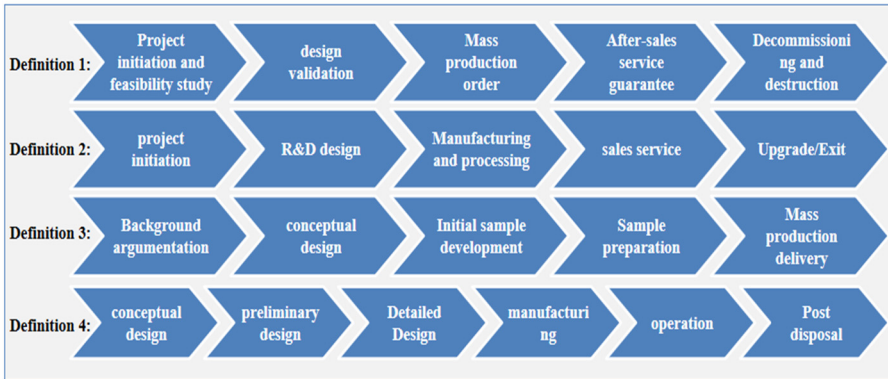 Definition 1:
Project
initiation and
feasibility study
design
validation
Mass
production
order
After-sales
service
guarantee
Decommissioni
ng and
destruction
Definition 2:
project
initiation
R&D design
Manufacturing
and processing
sales service
Upgrade/Exit
Definition 3:
Background
argumentation
conceptual
design
Initial sample
development
Sample
preparation
Mass
production
delivery
Definition 4:
conceptual
design
preliminary
design
Detailed
Design
manufacturi
ng
operation
Post
disposal